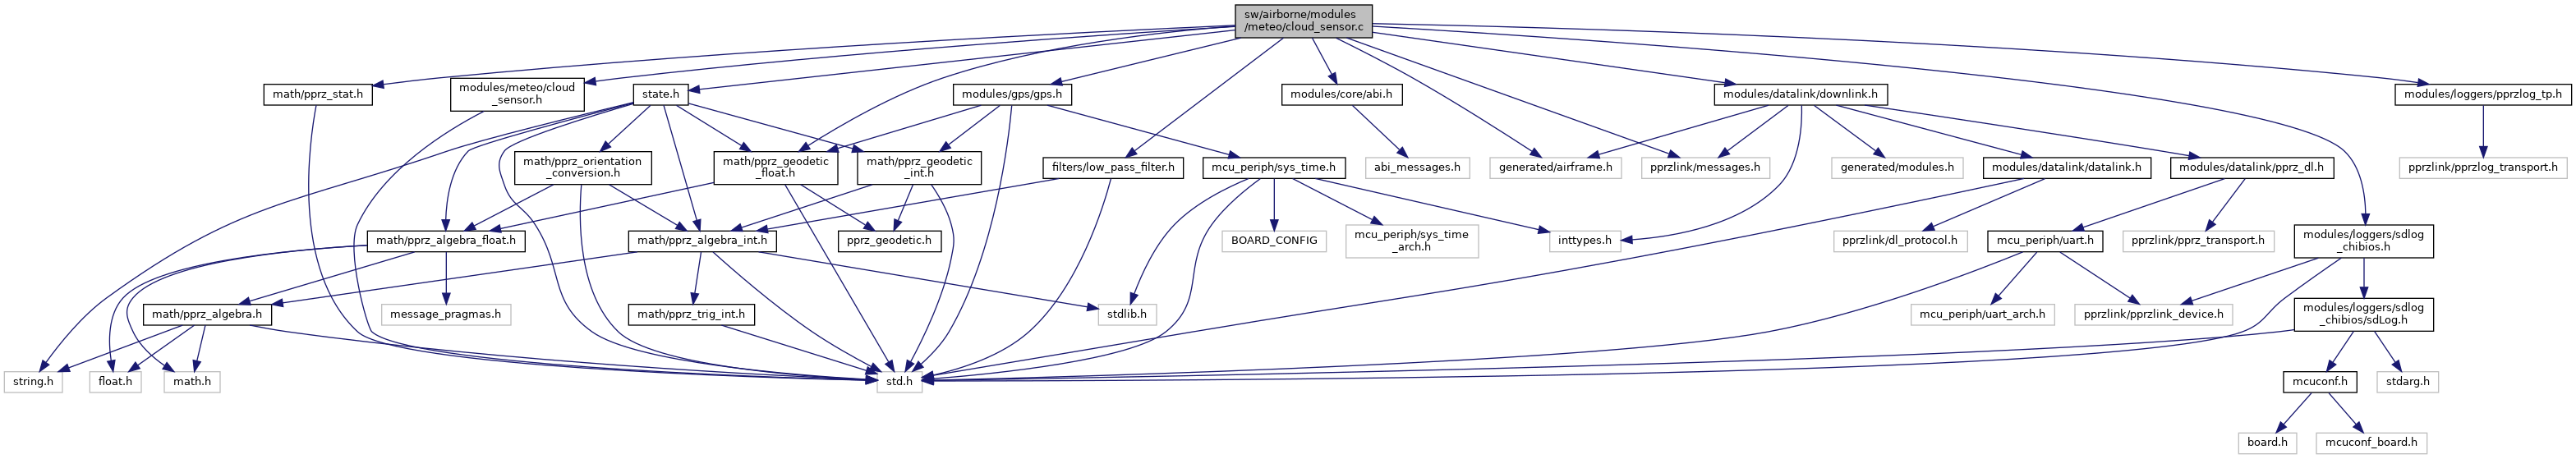 sw/airborne/modules
/meteo/cloud_sensor.c
math/pprz_stat.h
modules/meteo/cloud
_sensor.h
state.h
modules/gps/gps.h
modules/core/abi.h
modules/datalink/downlink.h
modules/loggers/pprzlog_tp.h
math/pprz_orientation
_conversion.h
math/pprz_geodetic
_float.h
math/pprz_geodetic
_int.h
filters/low_pass_filter.h
mcu_periph/sys_time.h
abi_messages.h
generated/airframe.h
pprzlink/messages.h
generated/modules.h
modules/datalink/datalink.h
modules/datalink/pprz_dl.h
pprzlink/pprzlog_transport.h
math/pprz_algebra_float.h
math/pprz_algebra_int.h
pprz_geodetic.h
BOARD_CONFIG
mcu_periph/sys_time
_arch.h
inttypes.h
pprzlink/dl_protocol.h
mcu_periph/uart.h
pprzlink/pprz_transport.h
modules/loggers/sdlog
_chibios.h
math/pprz_algebra.h
message_pragmas.h
math/pprz_trig_int.h
stdlib.h
mcu_periph/uart_arch.h
pprzlink/pprzlink_device.h
modules/loggers/sdlog
_chibios/sdLog.h
string.h
float.h
math.h
std.h
mcuconf.h
stdarg.h
board.h
mcuconf_board.h